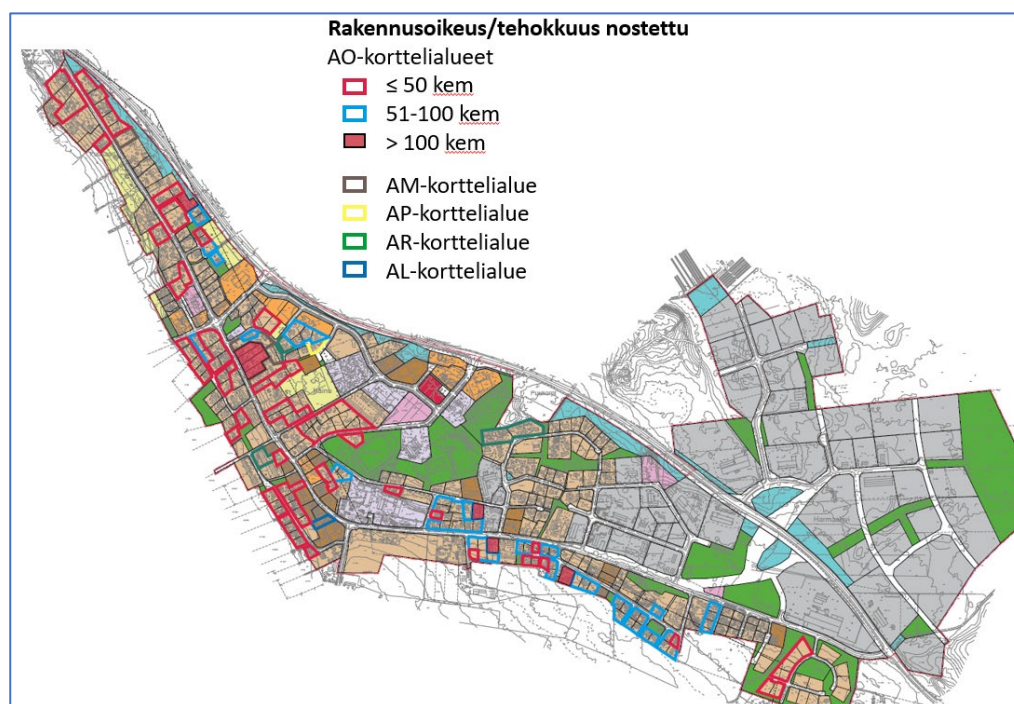 Rakennusoikeus/tehokkuus nostettu
AO-korttelialueet
≤ 50 kem
51-100 kem
> 100 kem
AM-korttelialue
AP-korttelialue
AR-korttelialue
AL-korttelialue